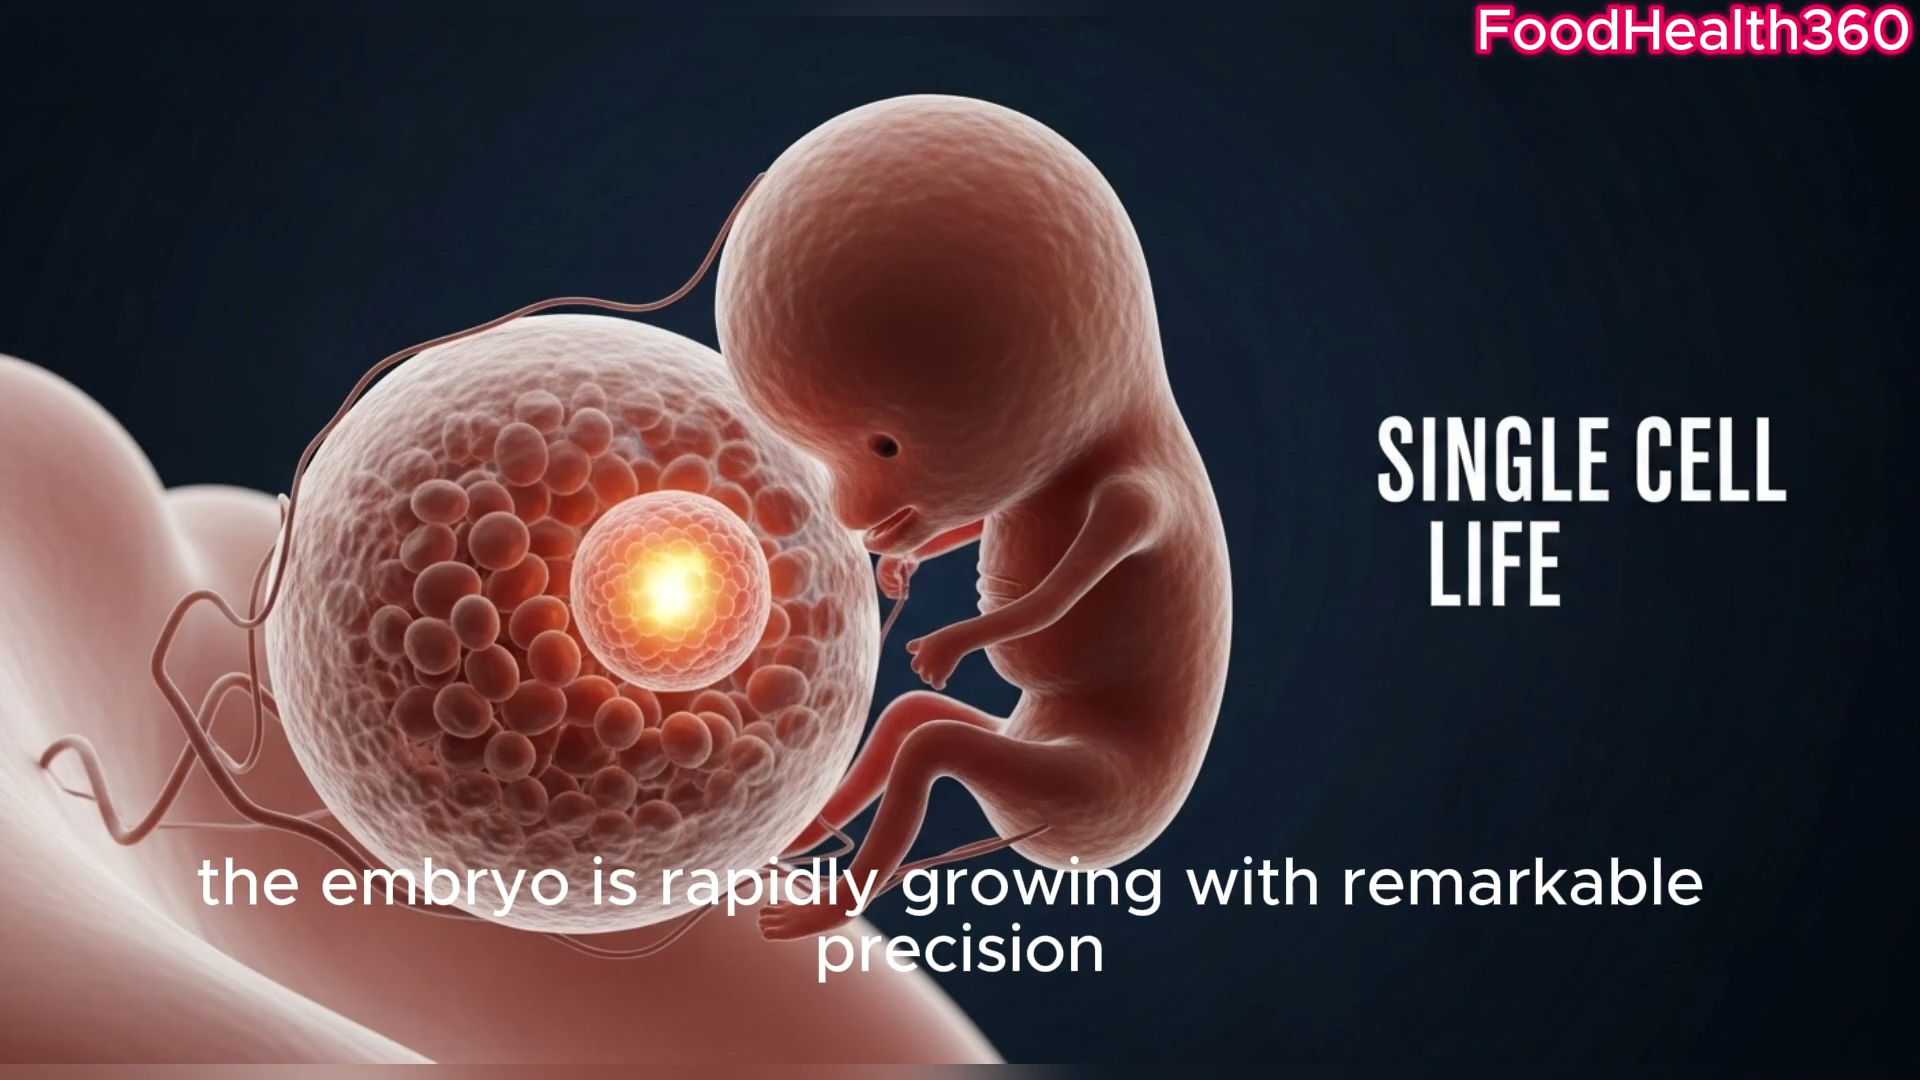 FoodHealth360
SINGLE CELL
LIFE
the embryo is rapidly growing with remarkable
precision